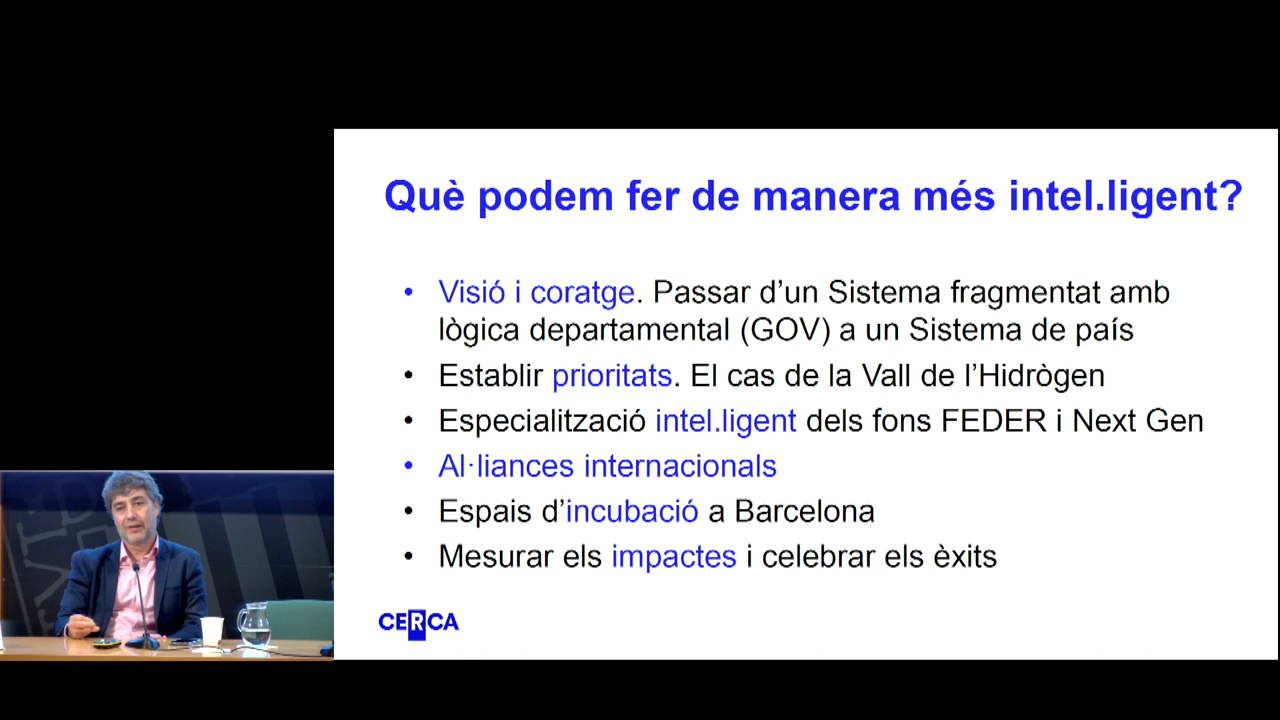 Què podem fer de manera més intel.ligent?
• Visió i coratge. Passar d’un Sistema fragmentat amb
lògica departamental (GOV) a un Sistema de país
• Establir prioritats. El cas de la Vall de l’Hidrògen
• Especialització intel.ligent dels fons FEDER i Next Gen
• Al·liances internacionals
• Espais d’incubació a Barcelona
• Mesurar els impactes i celebrar els èxits
CERCA